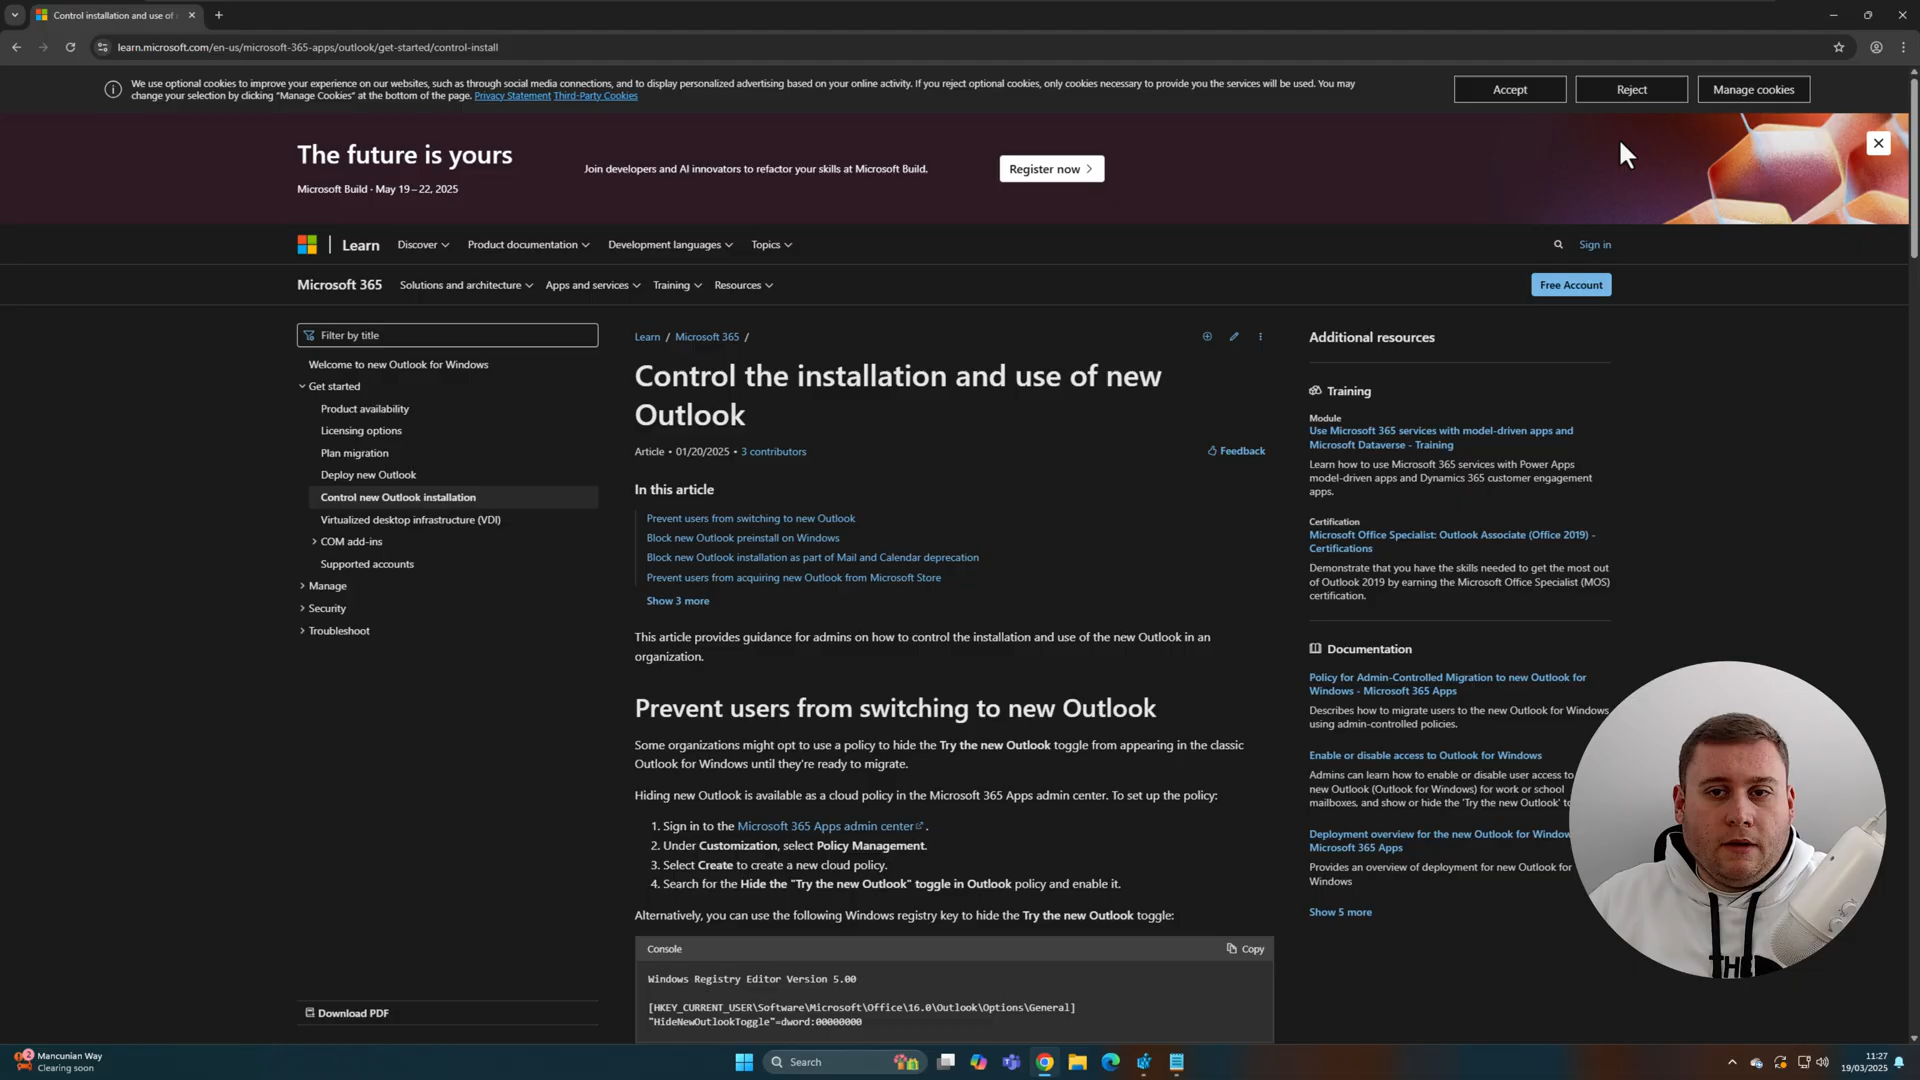 Control installation and use of
learn.microsoft.com/en-us/microsoft-365-apps/outlook/get-started/control-install
We use optional cookies to improve your experience on our websites, such as through social media connections, and to display personalized advertising based on your online activity. If you reject optional cookies, only cookies necessary to provide you the services will be used. You may
change your selection by clicking "Manage Cookies" at the bottom of the page. Privacy Statement Third-Party Cookies
Accept
Reject
Manage cookies
The future is yours
Microsoft Build - May 19 – 22, 2025
Join developers and AI innovators to refactor your skills at Microsoft Build.
Register now
Learn
Discover
Product documentation
Development languages
Topics
Sign in
Microsoft 365
Solutions and architecture
Apps and services
Training
Resources
Free Account
Filter by title
Welcome to new Outlook for Windows
Get started
Product availability
Licensing options
Plan migration
Deploy new Outlook
Control new Outlook installation
Virtualized desktop infrastructure (VDI)
COM add-ins
Supported accounts
Manage
Security
Troubleshoot
Download PDF
Learn / Microsoft 365 /
Control the installation and use of new
Outlook
Article • 01/20/2025 • 3 contributors
Feedback
In this article
Prevent users from switching to new Outlook
Block new Outlook preinstall on Windows
Block new Outlook installation as part of Mail and Calendar deprecation
Prevent users from acquiring new Outlook from Microsoft Store
Show 3 more
This article provides guidance for admins on how to control the installation and use of the new Outlook in an
organization.
Prevent users from switching to new Outlook
Some organizations might opt to use a policy to hide the Try the new Outlook toggle from appearing in the classic
Outlook for Windows until they're ready to migrate.
Hiding new Outlook is available as a cloud policy in the Microsoft 365 Apps admin center. To set up the policy:
1. Sign in to the Microsoft 365 Apps admin center .
2. Under Customization, select Policy Management.
3. Select Create to create a new cloud policy.
4. Search for the Hide the "Try the new Outlook" toggle in Outlook policy and enable it.
Alternatively, you can use the following Windows registry key to hide the Try the new Outlook toggle:
Console
Copy
Windows Registry Editor Version 5.00
[HKEY_CURRENT_USER\Software\Microsoft\Office\16.0\Outlook\Options\General]
"HideNewOutlookToggle"=dword:00000000
Additional resources
Training
Module
Use Microsoft 365 services with model-driven apps and
Microsoft Dataverse - Training
Learn how to use Microsoft 365 services with Power Apps
model-driven apps and Dynamics 365 customer engagement
apps.
Certification
Microsoft Office Specialist: Outlook Associate (Office 2019) -
Certifications
Demonstrate that you have the skills needed to get the most out
of Outlook 2019 by earning the Microsoft Office Specialist (MOS)
certification.
Documentation
Policy for Admin-Controlled Migration to new Outlook for
Windows - Microsoft 365 Apps
Describes how to migrate users to the new Outlook for Windows
using admin-controlled policies.
Enable or disable access to Outlook for Windows
Admins can learn how to enable or disable user access to
new Outlook (Outlook for Windows) for work or school
mailboxes, and show or hide the 'Try the new Outlook' to
Deployment overview for the new Outlook for Window
Microsoft 365 Apps
Provides an overview of deployment for new Outlook for
Windows
Show 5 more
2
Mancunian Way
Clearing soon
Search
11:27
19/03/2025